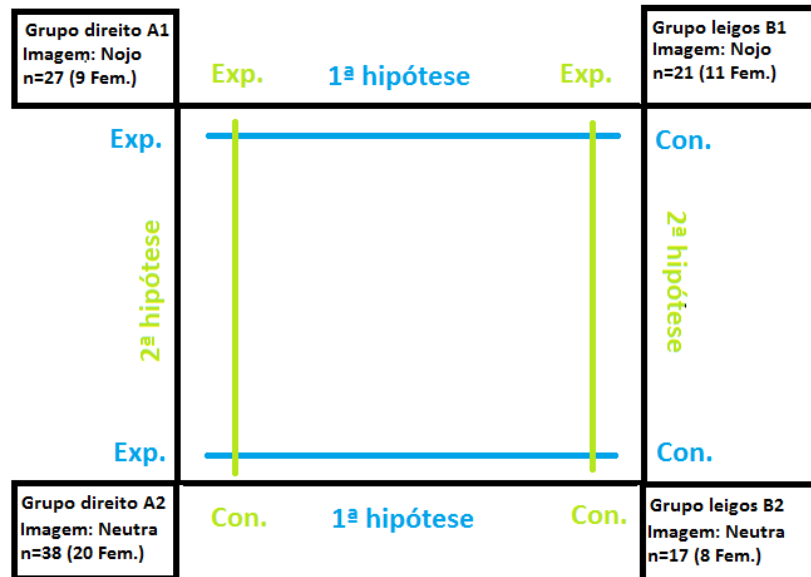 Grupo direito A1
Imagem: Nojo
n=27 (9 Fem.)
Exp.
1ª hipótese
Exp.
Grupo leigos B1
Imagem: Nojo
n=21 (11 Fem.)
Exp.
Con.
2ª hipótese
2ª hipótese
Exp.
Con.
Grupo direito A2
Imagem: Neutra
n=38 (20 Fem.)
Con.
1ª hipótese
Con.
Grupo leigos B2
Imagem: Neutra
n=17 (8 Fem.)